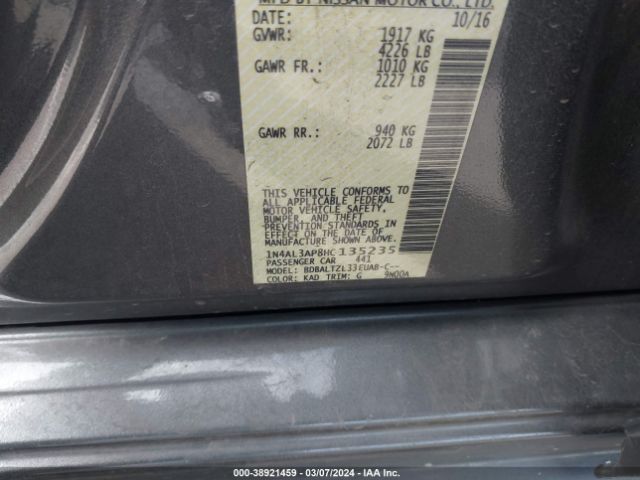 MFD BY NISSAN MOTOR CO., LTD.
DATE: 10/16
GVWR: 1917 KG
4226 LB
GAWR FR.: 1010 KG
2227 LB
GAWR RR.: 940 KG
2072 LB
THIS VEHICLE CONFORMS TO
ALL APPLICABLE FEDERAL
MOTOR VEHICLE SAFETY,
BUMPER, AND THEFT
PREVENTION STANDARDS IN
EFFECT ON THE DATE OF
MANUFACTURE SHOWN ABOVE.
1N4AL3AP8HC135235
PASSENGER CAR 441
MODEL: BDBALTZL33EUAB-C--
COLOR: KAD TRIM: G 9N00A
000-38921459 - 03/07/2024 - IAA Inc.